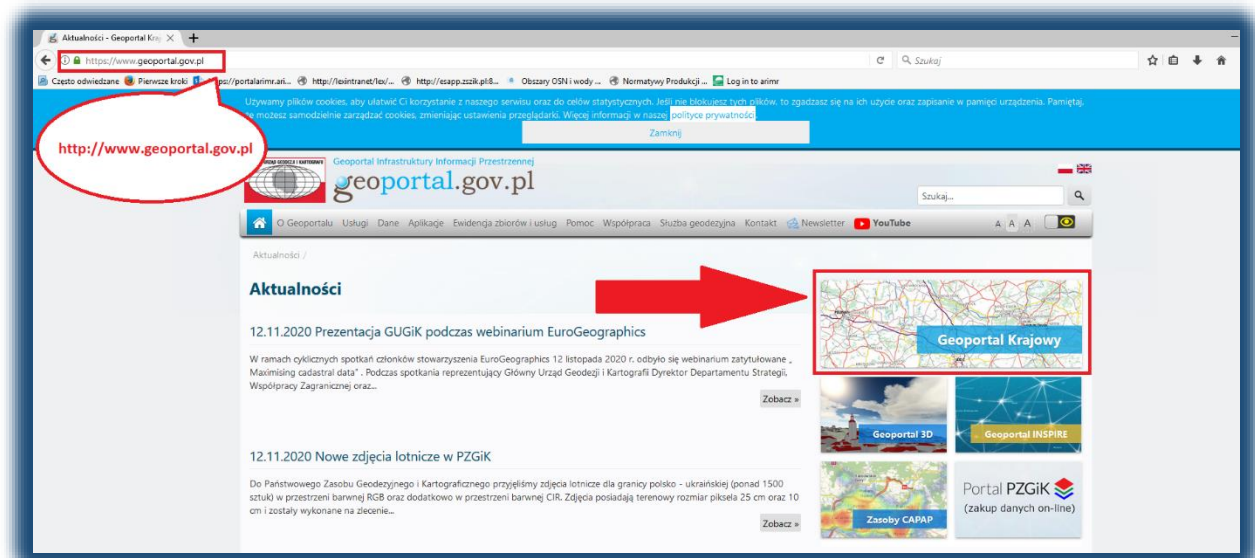 Aktualności - Geoportal Kraj
https://www.geoportal.gov.pl
Szukaj
Często odwiedzane Pierwsze kroki
://portalarimr.ari... http://lexintranet/lex/... http://esapp.zszik.pl:8... Obszary OSN i wody ... Normatywy Produkcji ... Log in to arimr
Używamy plików cookies, aby ułatwić Ci korzystanie z naszego serwisu oraz do celów statystycznych. Jeśli nie blokujesz tych plików, to zgadzasz się na ich użycie oraz zapisanie w pamięci urządzenia. Pamiętaj,
że możesz samodzielnie zarządzać cookies, zmieniając ustawienia przeglądarki. Więcej informacji w naszej polityce prywatności.
Zamknij
http://www.geoportal.gov.pl
Geoportal Infrastruktury Informacji Przestrzennej
geoportal.gov.pl
Szukaj...
O Geoportalu Usługi Dane Aplikacje Ewidencja zbiorów i usług Pomoc Współpraca Służba geodezyjna Kontakt Newsletter YouTube A A A
Aktualności /
Aktualności
12.11.2020 Prezentacja GUGiK podczas webinarium EuroGeographics
W ramach cyklicznych spotkań członków stowarzyszenia EuroGeographics 12 listopada 2020 r. odbyło się webinarium zatytułowane „
Maximising cadastral data” . Podczas spotkania reprezentujący Główny Urząd Geodezji i Kartografii Dyrektor Departamentu Strategii,
Współpracy Zagranicznej oraz...
Zobacz »
12.11.2020 Nowe zdjęcia lotnicze w PZGiK
Do Państwowego Zasobu Geodezyjnego i Kartograficznego przyjęliśmy zdjęcia lotnicze dla granicy polsko - ukraińskiej (ponad 1500
sztuk) w przestrzeni barwnej RGB oraz dodatkowo w przestrzeni barwnej CIR. Zdjęcia posiadają terenowy rozmiar piksela 25 cm oraz 10
cm i zostały wykonane na zlecenie...
Zobacz »
Geoportal Krajowy
Geoportal 3D
Geoportal INSPIRE
Zasoby CAPAP
Portal PZGiK
(zakup danych on-line)